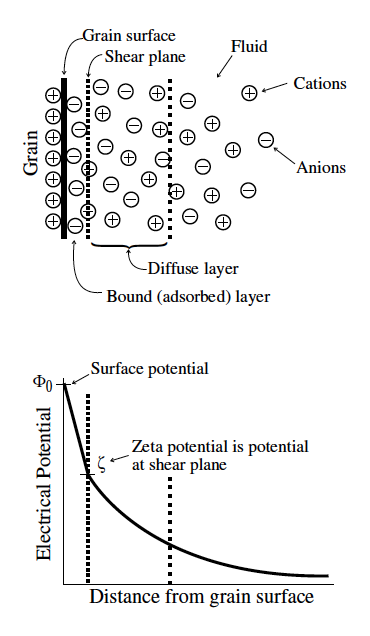 Grain surface
Shear plane
Fluid
Cations
Grain
Anions
Diffuse layer
Bound (adsorbed) layer
Surface potential
Φ0
Zeta potential is potential
ζ
at shear plane
Electrical Potential
Distance from grain surface